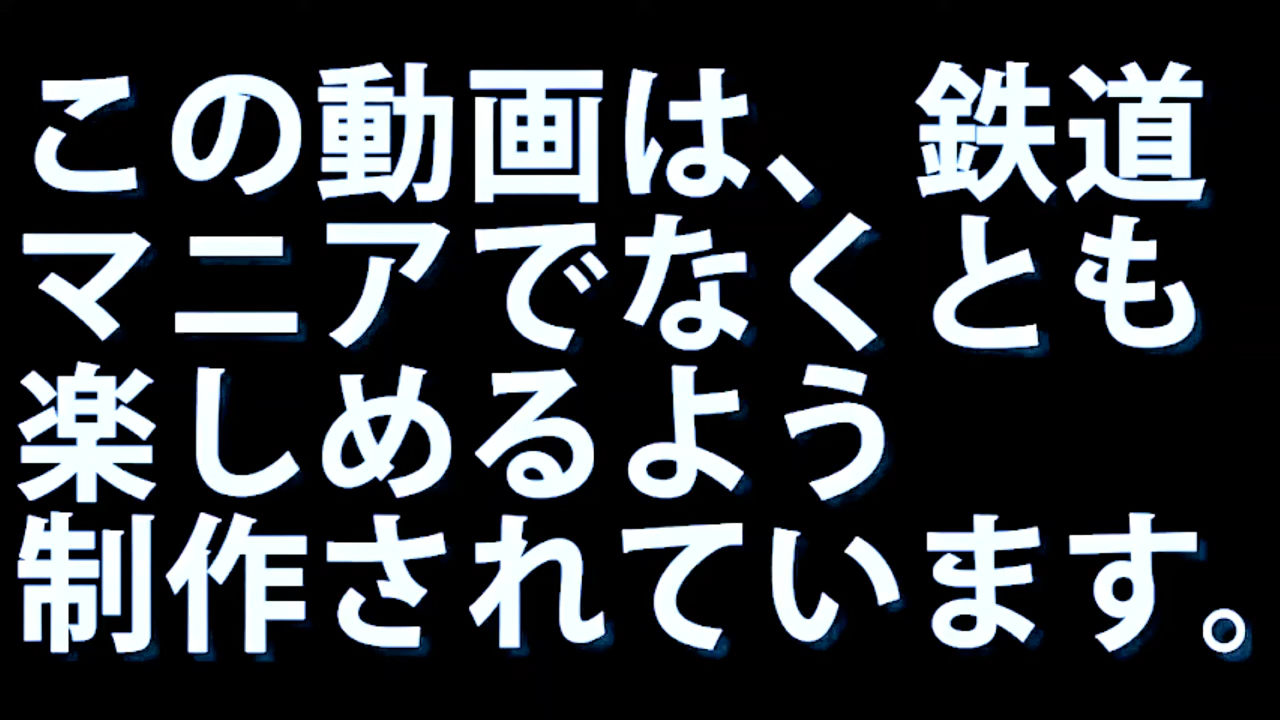 この動画は、鉄道
マニアでなくとも
楽しめるよう
制作されています。